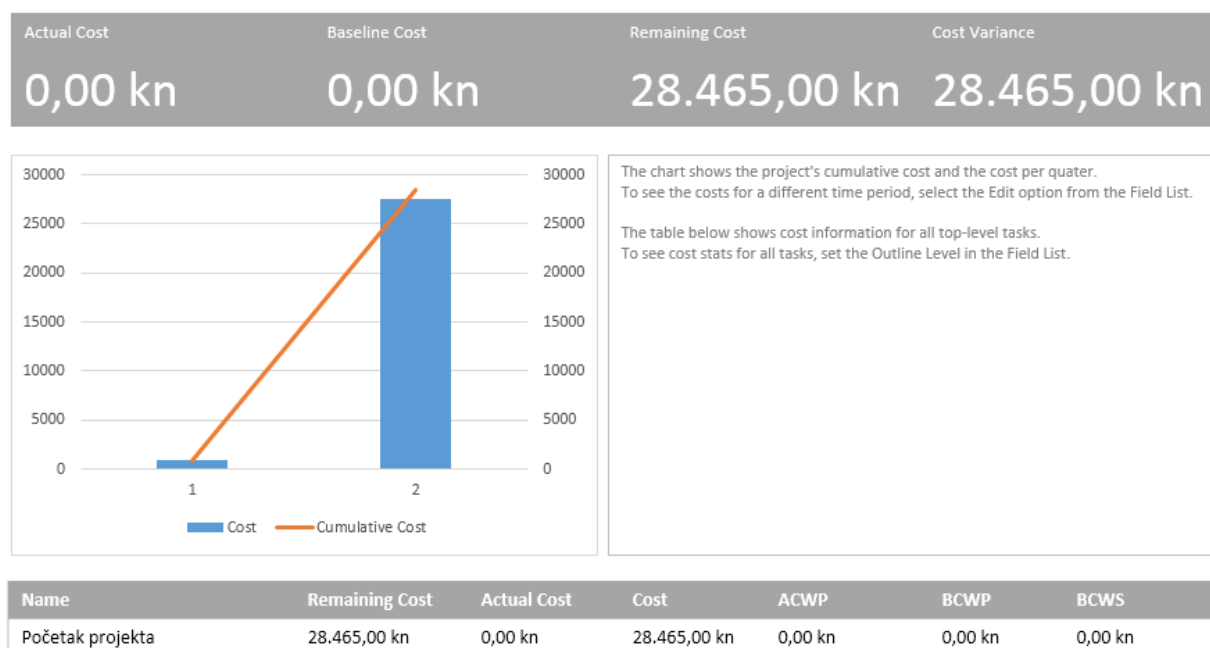 Actual Cost Baseline Cost Remaining Cost Cost Variance
0,00 kn 0,00 kn 28.465,00 kn 28.465,00 kn
30000 30000
25000 25000
20000 20000
15000 15000
10000 10000
5000 5000
0 0
1 2
Cost Cumulative Cost
The chart shows the project's cumulative cost and the cost per quater.
To see the costs for a different time period, select the Edit option from the Field List.
The table below shows cost information for all top-level tasks.
To see cost stats for all tasks, set the Outline Level in the Field List.
Name Remaining Cost Actual Cost Cost ACWP BCWP BCWS
Početak projekta 28.465,00 kn 0,00 kn 28.465,00 kn 0,00 kn 0,00 kn 0,00 kn